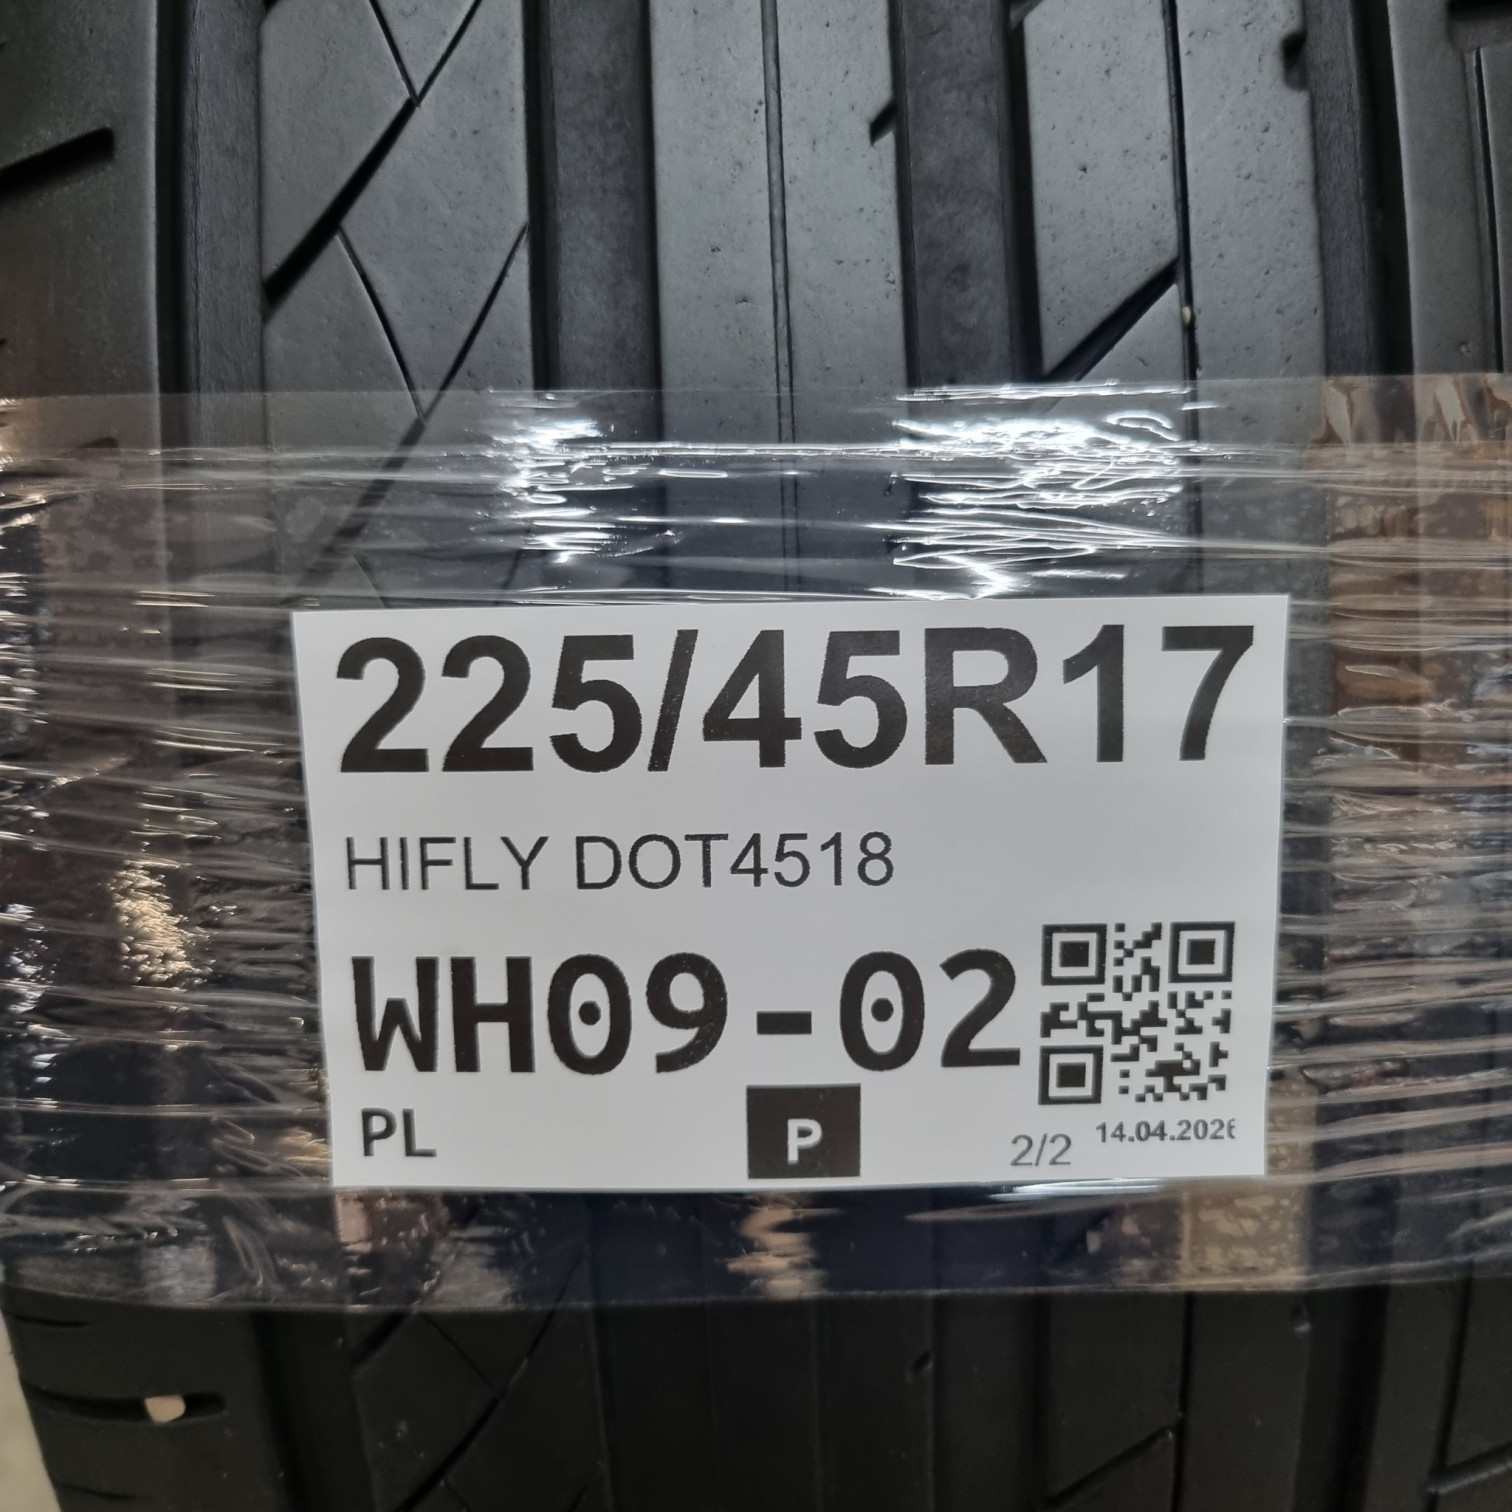 225/45R17
HIFLY DOT4518
WH09-02
PL
P
2/2
14.04.2026